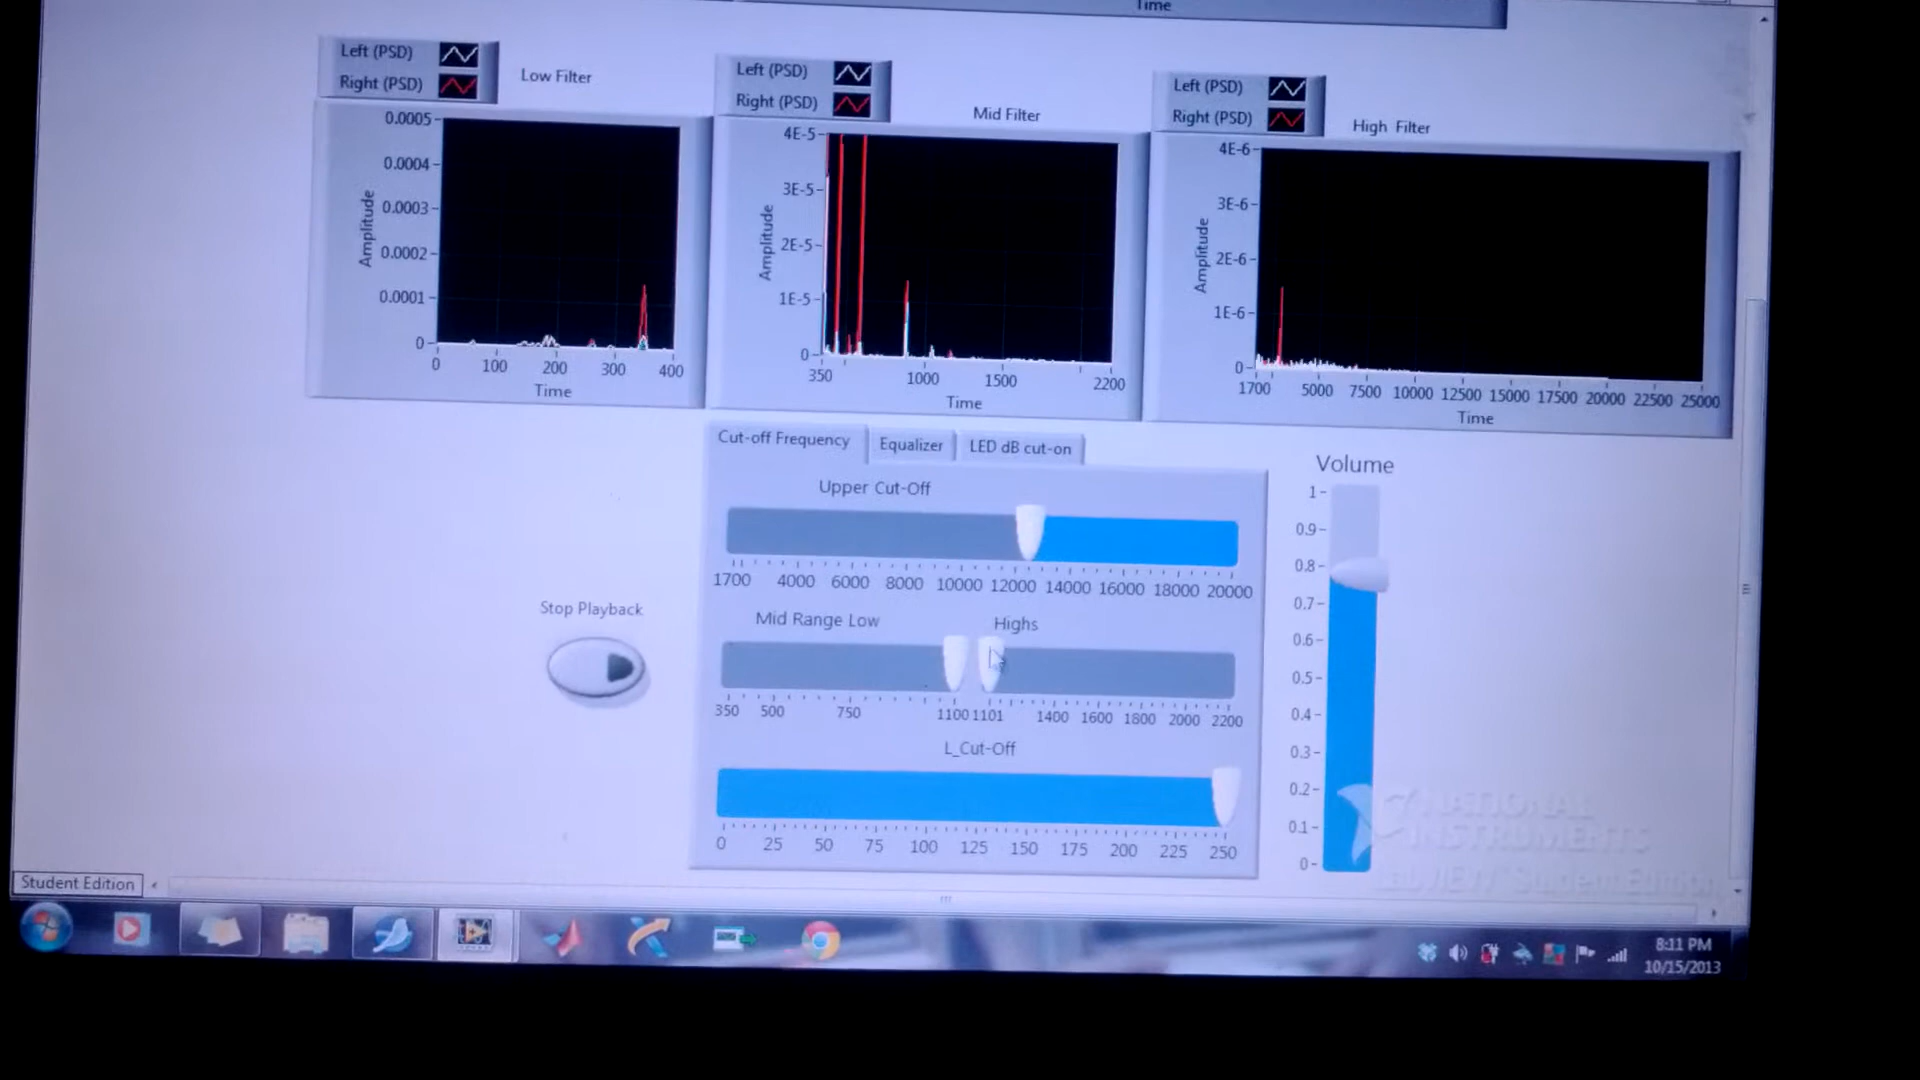 Time
Left (PSD)
Right (PSD)
Low Filter
0.0005
0.0004
0.0003
0.0002
0.0001
0
Amplitude
0 100 200 300 400
Time
Left (PSD)
Right (PSD)
Mid Filter
4E-5
3E-5
2E-5
1E-5
0
Amplitude
350 1000 1500 2200
Time
Left (PSD)
Right (PSD)
High Filter
4E-6
3E-6
2E-6
1E-6
0
Amplitude
1700 5000 7500 10000 12500 15000 17500 20000 22500 25000
Time
Cut-off Frequency Equalizer LED dB cut-on
Upper Cut-Off
1700 4000 6000 8000 10000 12000 14000 16000 18000 20000
Mid Range Low Highs
350 500 750 1100 1101 1400 1600 1800 2000 2200
L_Cut-Off
0 25 50 75 100 125 150 175 200 225 250
Stop Playback
Volume
1
0.9
0.8
0.7
0.6
0.5
0.4
0.3
0.2
0.1
0
NATIONAL
INSTRUMENTS
LabVIEW Student Edition
Student Edition
8:11 PM
10/15/2013